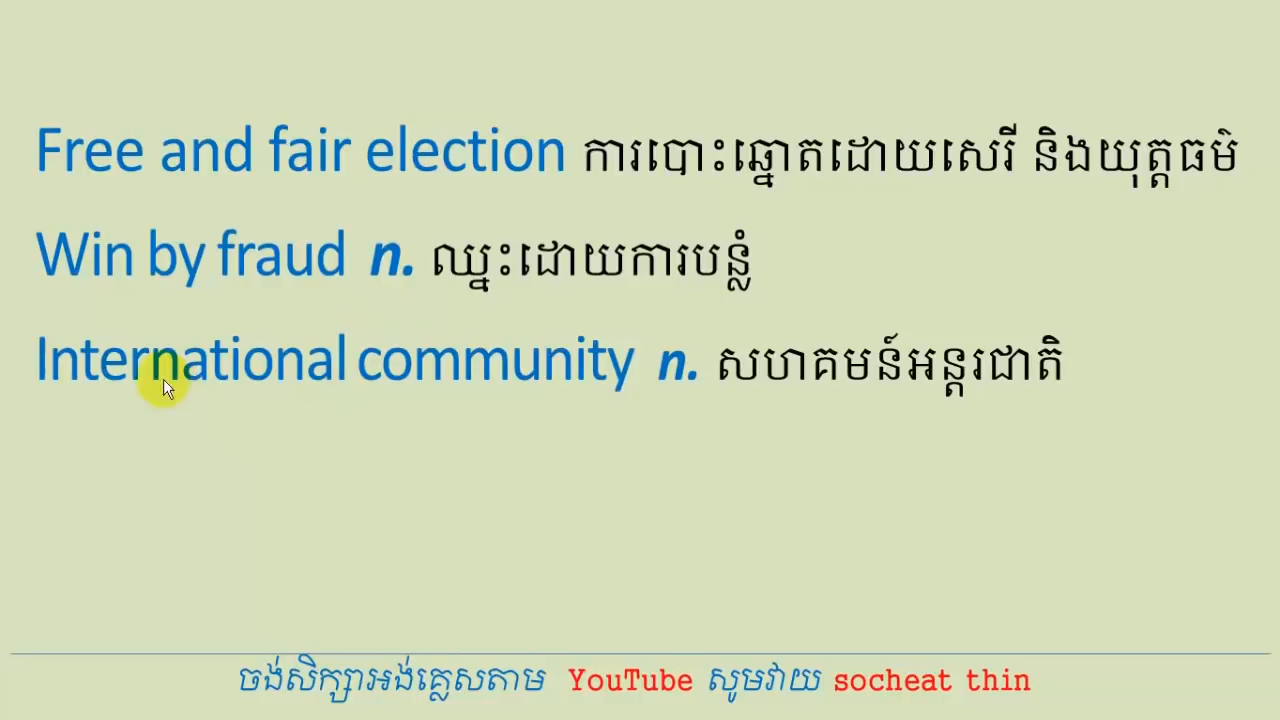 Free and fair election ការបោះឆ្នោតដោយសេរី និងយុត្តធម៌
Win by fraud n. ឈ្នះដោយការបន្លំ
International community n. សហគមន៍អន្តរជាតិ
ចង់សិក្សាអង់គ្លេសតាម YouTube សូមវាយ socheat thin